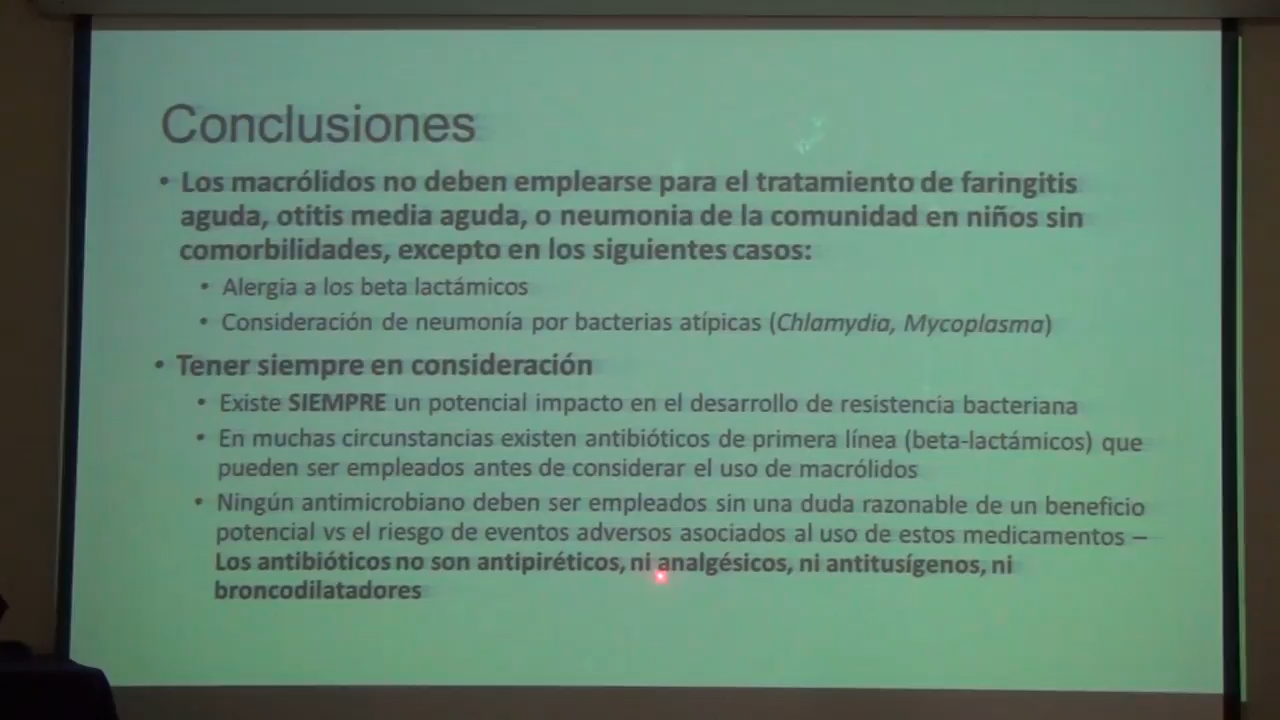 Conclusiones
• Los macrólidos no deben emplearse para el tratamiento de faringitis
aguda, otitis media aguda, o neumonia de la comunidad en niños sin
comorbilidades, excepto en los siguientes casos:
• Alergia a los beta lactámicos
• Consideración de neumonía por bacterias atípicas (Chlamydia, Mycoplasma)
• Tener siempre en consideración
• Existe SIEMPRE un potencial impacto en el desarrollo de resistencia bacteriana
• En muchas circunstancias existen antibióticos de primera línea (beta-lactámicos) que
pueden ser empleados antes de considerar el uso de macrólidos
• Ningún antimicrobiano deben ser empleados sin una duda razonable de un beneficio
potencial vs el riesgo de eventos adversos asociados al uso de estos medicamentos –
Los antibióticos no son antipiréticos, ni analgésicos, ni antitusígenos, ni
broncodilatadores